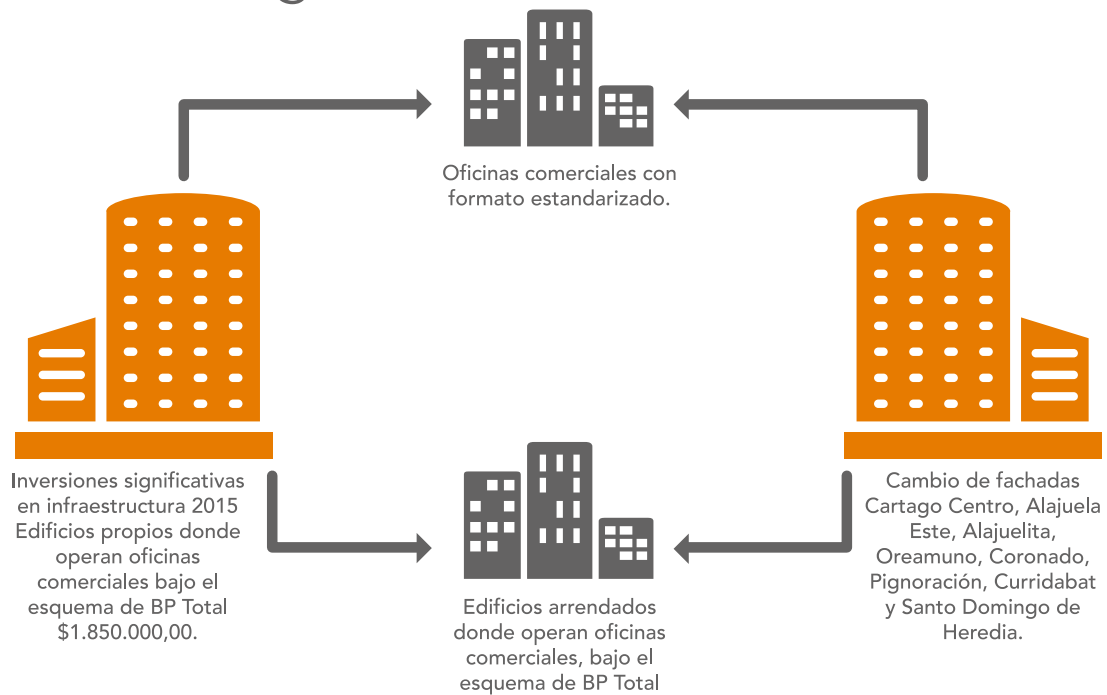 Oficinas comerciales con
formato estandarizado.
Inversiones significativas
en infraestructura 2015
Edificios propios donde
operan oficinas
comerciales bajo el
esquema de BP Total
$1.850.000,00.
Edificios arrendados
donde operan oficinas
comerciales, bajo el
esquema de BP Total
Cambio de fachadas
Cartago Centro, Alajuela
Este, Alajuelita,
Oreamuno, Coronado,
Pignoración, Curridabat
y Santo Domingo de
Heredia.